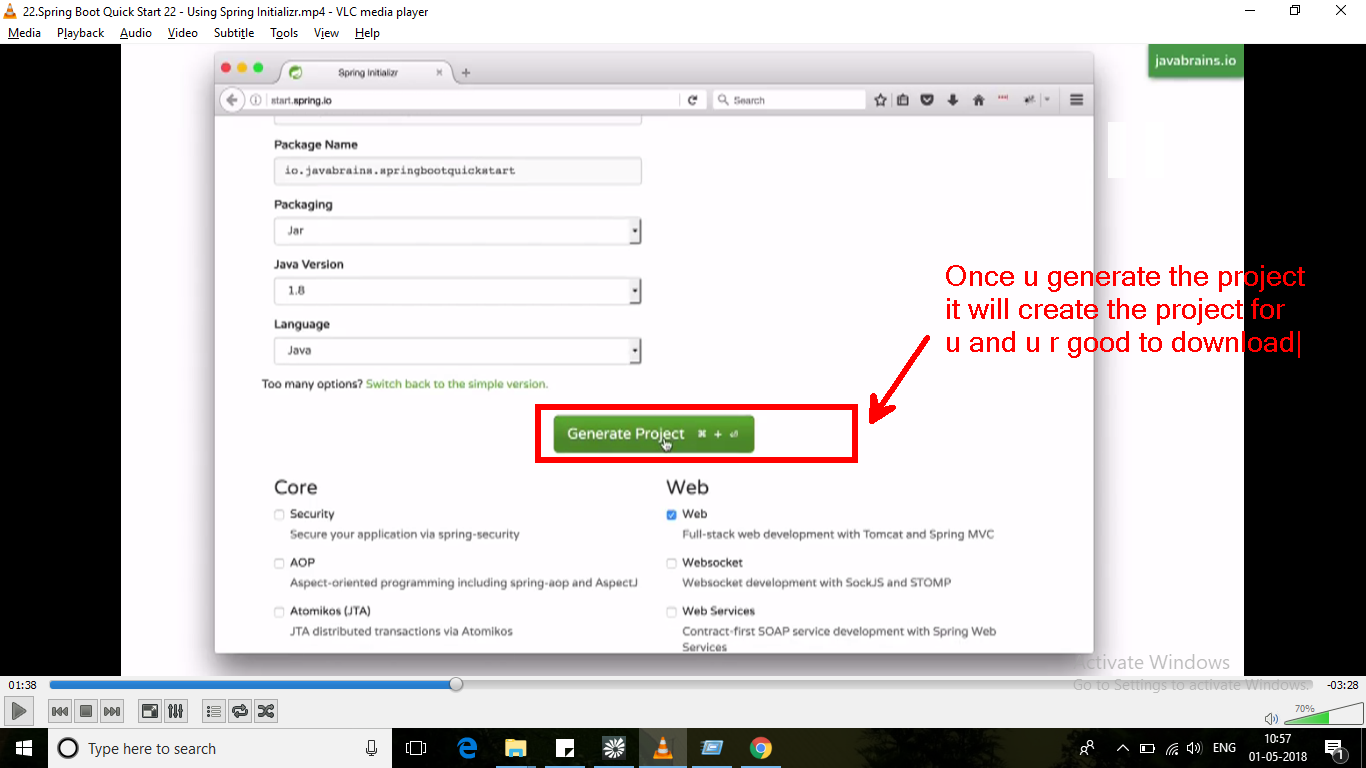 22.Spring Boot Quick Start 22 - Using Spring Initializr.mp4 - VLC media player
Media Playback Audio Video Subtitle Tools View Help
javabrains.io
Spring Initializr
start.spring.io
Search
Package Name
io.javabrains.springbootquickstart
Packaging
Jar
Java Version
1.8
Language
Java
Too many options? Switch back to the simple version.
Once u generate the project
it will create the project for
u and u r good to download
Generate Project ⌘ + ⏎
Core
Security
Secure your application via spring-security
AOP
Aspect-oriented programming including spring-aop and AspectJ
Atomikos (JTA)
JTA distributed transactions via Atomikos
Web
Web
Full-stack web development with Tomcat and Spring MVC
Websocket
Websocket development with SockJS and STOMP
Web Services
Contract-first SOAP service development with Spring Web
Services
Activate Windows
Go to Settings to activate Windows.
01:38
-03:28
70%
Type here to search
ENG
10:57
01-05-2018
1